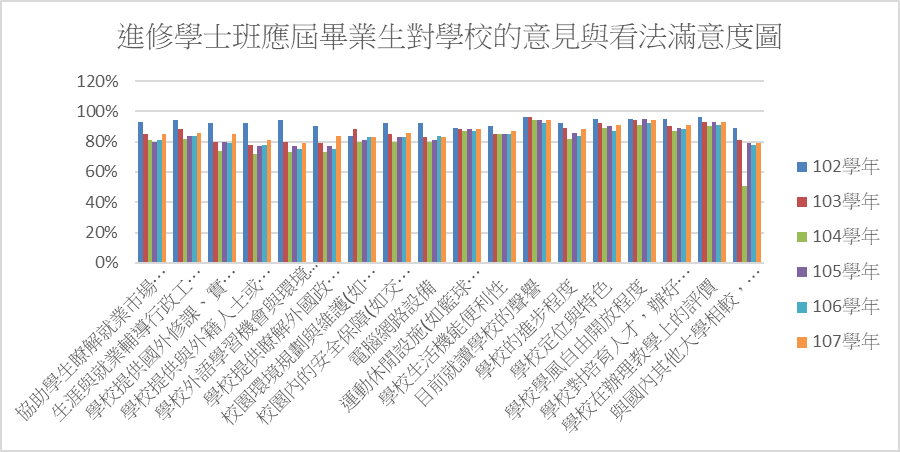 進修學士班應屆畢業生對學校的意見與看法滿意度圖
120%
100%
80%
60%
40%
20%
0%
102學年
103學年
104學年
105學年
106學年
107學年
協助學生瞭解就業市場…
生涯與就業輔導行政工…
學校提供國外修課、實…
學校提供與外籍人士或…
學校外語學習機會與環境…
學校提供瞭解外國政…
校園環境規劃與維護(如…
校園內的安全保障(如交…
電腦網路設備
運動休閒設施(如籃球…
學校生活機能便利性
目前就讀學校的聲譽
學校的進步程度
學校定位與特色
學校學風自由開放程度
學校對培育人才，辦好…
學校在辦理教學上的評價
與國內其他大學相較，…